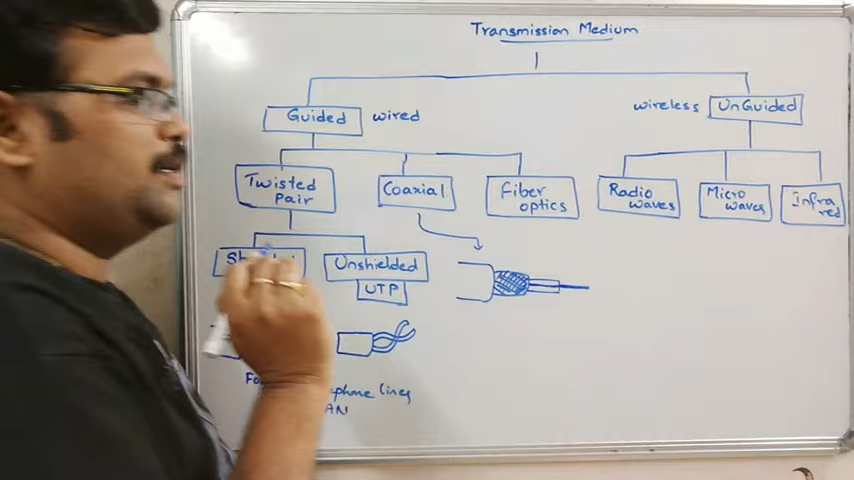 Transmission Medium
Guided wired
wireless UnGuided
Twisted
Pair
Coaxial
Fiber
optics
Radio
waves
Micro
waves
Infra
red
Unshielded
UTP
lines